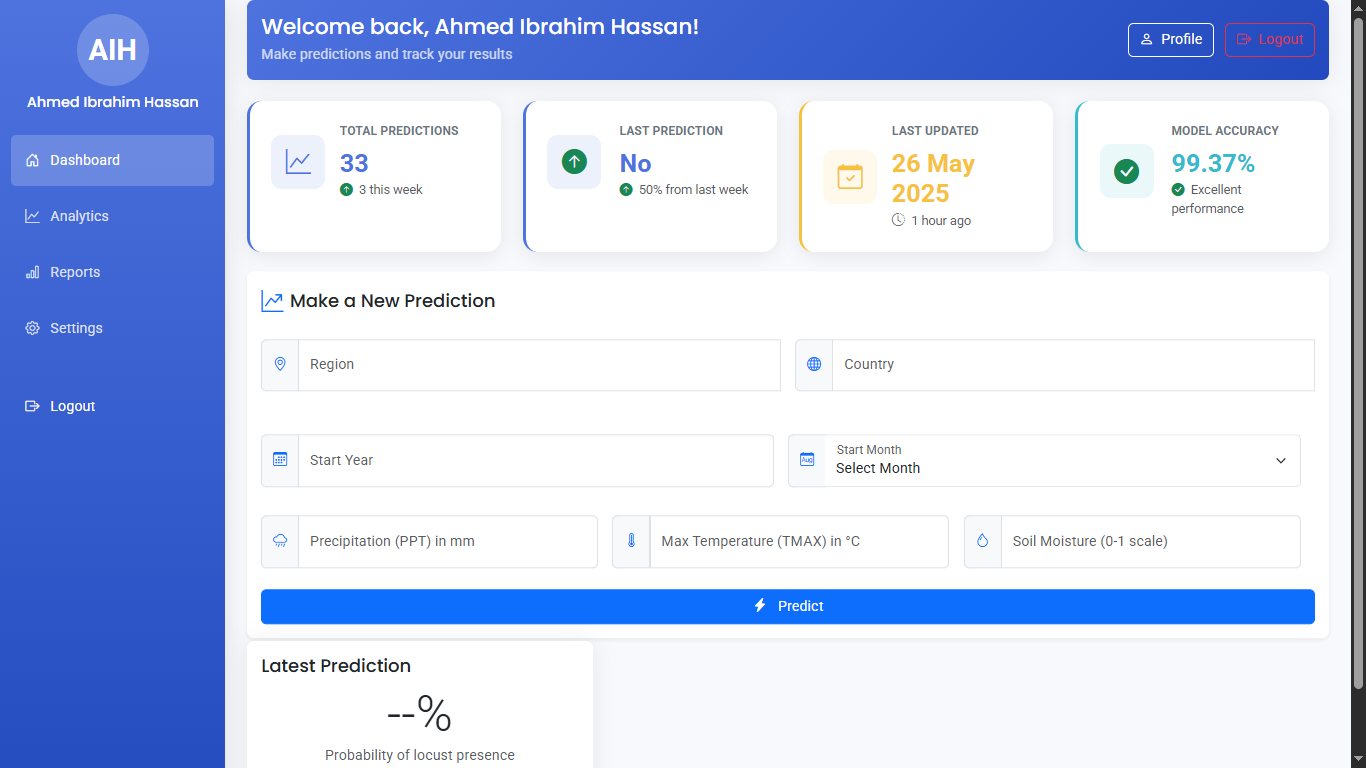 AIH
Ahmed Ibrahim Hassan
Dashboard
Analytics
Reports
Settings
Logout
Welcome back, Ahmed Ibrahim Hassan!
Make predictions and track your results
Profile
Logout
TOTAL PREDICTIONS
33
3 this week
LAST PREDICTION
No
50% from last week
LAST UPDATED
26 May
2025
1 hour ago
MODEL ACCURACY
99.37%
Excellent
performance
Make a New Prediction
Region
Country
Start Year
Aug
Start Month
Select Month
Precipitation (PPT) in mm
Max Temperature (TMAX) in °C
Soil Moisture (0-1 scale)
Predict
Latest Prediction
--%
Probability of locust presence